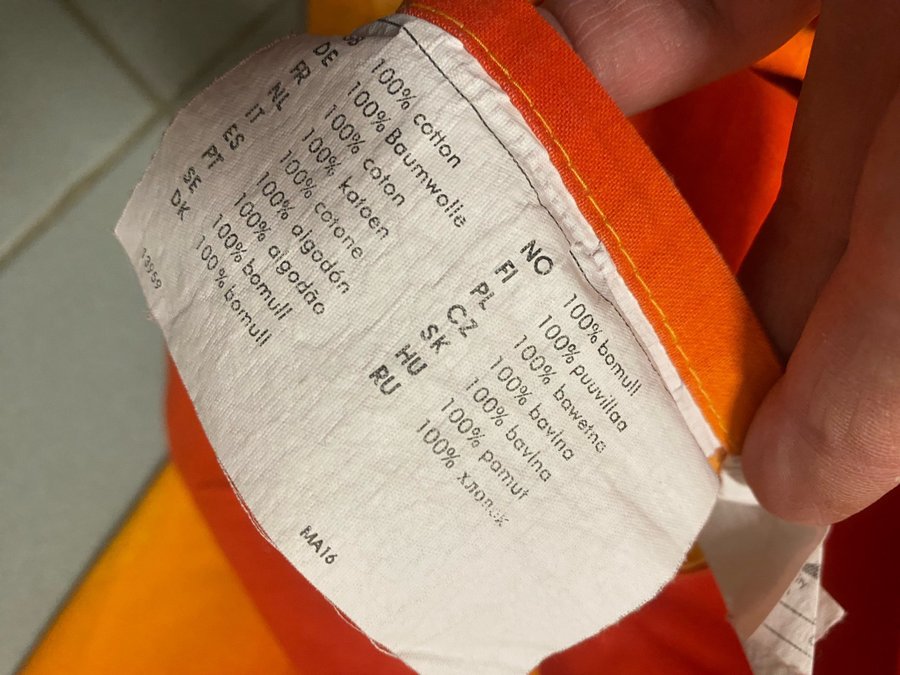 GB 100% cotton
DE 100% Baumwolle
FR 100% coton
NL 100% katoen
IT 100% cotone
ES 100% algodón
PT 100% algodão
SE 100% bomull
DK 100% bomull
NO 100% bomull
FI 100% puuvillaa
PL 100% bawełna
CZ 100% bavlna
SK 100% bavlna
HU 100% pamut
RU 100% хлопок
MA16